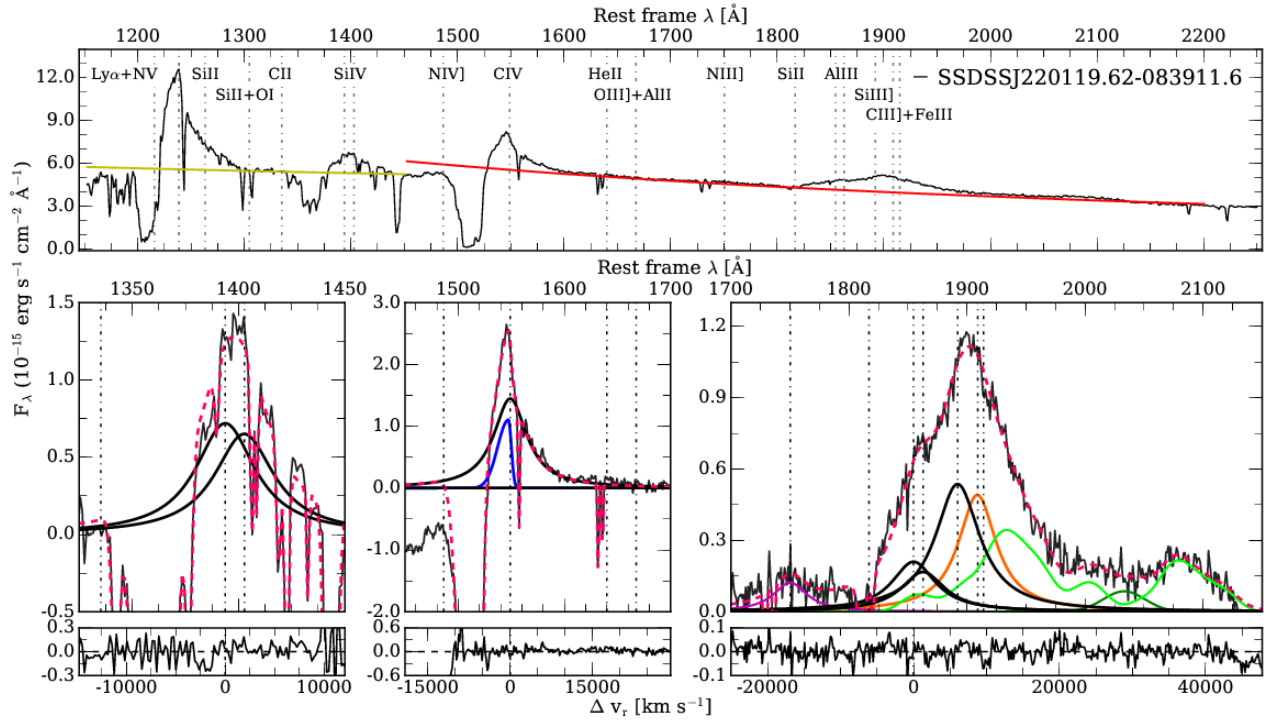 Rest frame λ [Å]
1200 1300 1400 1500 1600 1700 1800 1900 2000 2100 2200
12.0
9.0
6.0
3.0
0.0
Lyα+NV SiII CII SiIV NIV] CIV HeII NIII] SiII AlIII − SSDSSJ220119.62-083911.6
SiII+OI OIII]+AlII SiIII]
CIII]+FeIII
F_λ (10⁻¹⁵ erg s⁻¹ cm⁻² Å⁻¹)
Rest frame λ [Å]
1350 1400 1450
1500 1600 1700
1700 1800 1900 2000 2100
1.5
1.0
0.5
0.0
-0.5
3.0
2.0
1.0
0.0
-1.0
-2.0
1.2
0.9
0.6
0.3
0.0
0.3
0.0
-0.3
0.6
0.0
-0.6
0.1
0.0
-0.1
-10000 0 10000
-15000 0 15000
-20000 0 20000 40000
Δ v_r [km s⁻¹]